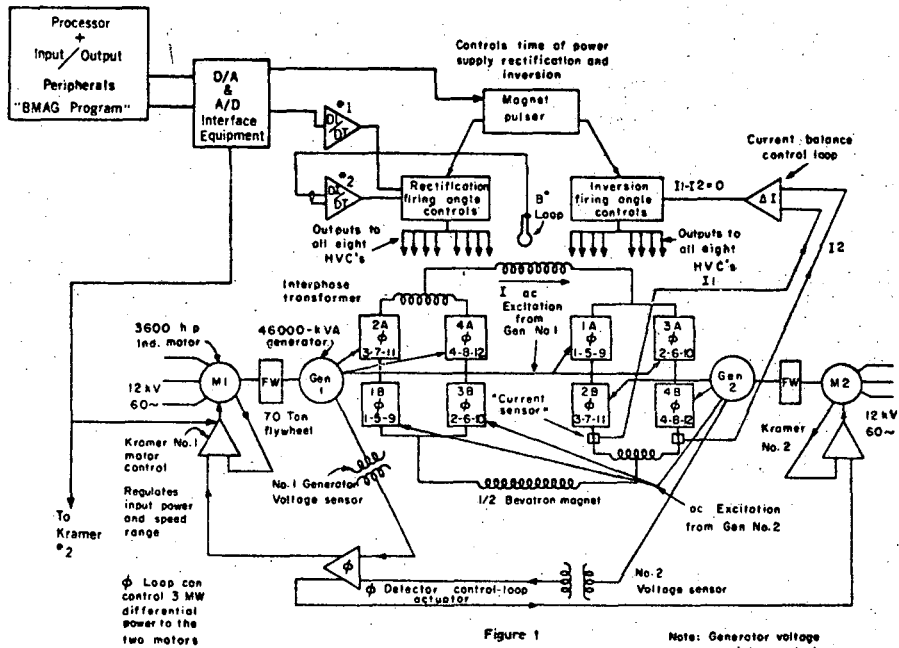 Processor
+
Input/Output
Peripherals
"BMAG Program"
D/A
&
A/D
Interface
Equipment
Controls time of power
supply rectification and
inversion
Magnet
pulser
#1
DI
DT
#2
DI
DT
Rectification
firing angle
controls
B°
Loop
Inversion
firing angle
controls
I1-I2=0
ΔI
Current balance
control loop
Outputs to
all eight
HVC's
Outputs to
all eight
HVC's
I1
I2
Interphase
transformer
I ac
Excitation
from
Gen No.1
3600 hp
Ind. motor
46000-kVA
generator
2A
φ
3-7-11
4A
φ
4-8-12
1A
φ
1-5-9
3A
φ
2-6-10
M1
FW
Gen
1
1B
φ
1-5-9
3B
φ
2-6-10
"Current
sensor"
2B
φ
3-7-11
4B
φ
4-8-12
Gen
2
FW
M2
12 kV
60~
70 Ton
flywheel
Kramer
No. 2
12 kV
60~
Kramer No. 1
motor
control
Regulates
input power
and speed
range
No.1 Generator
Voltage sensor
1/2 Bevatron magnet
ac Excitation
from Gen No.2
To
Kramer
#2
φ Loop can
control 3 MW
differential
power to the
two motors
φ
φ Detector control-loop
actuator
No.2
Voltage sensor
Figure 1
Note: Generator voltage